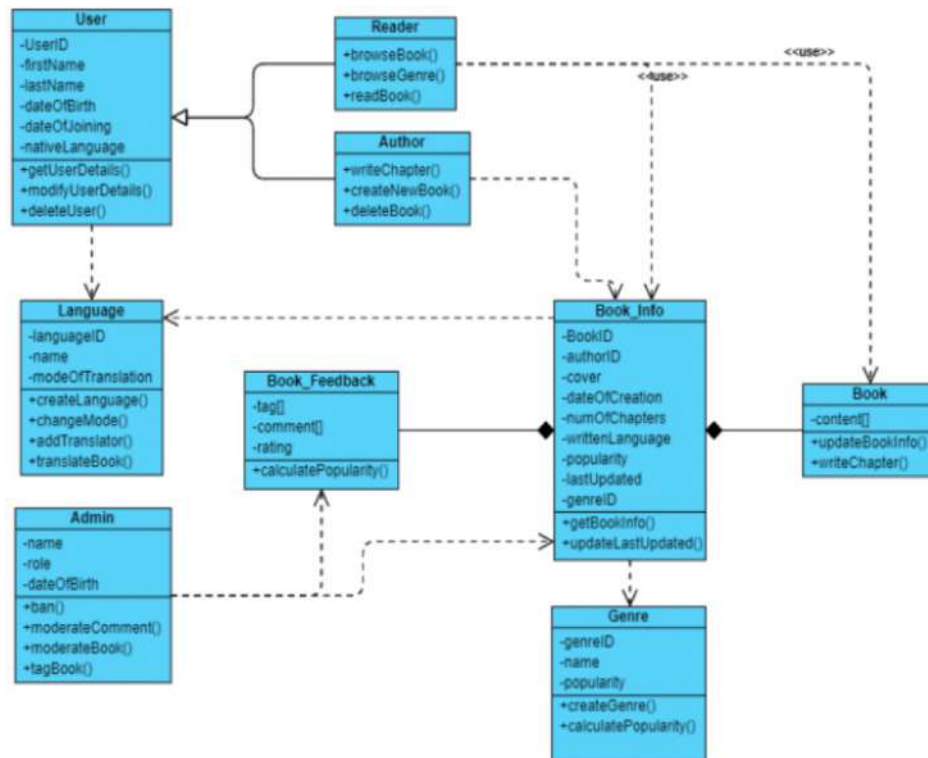 User
-UserID
-firstName
-lastName
-dateOfBirth
-dateOfJoining
-nativeLanguage
+getUserDetails()
+modifyUserDetails()
+deleteUser()
Reader
+browseBook()
+browseGenre()
+readBook()
<<use>>
<<use>>
Author
+writeChapter()
+createNewBook()
+deleteBook()
Language
-languageID
-name
-modeOfTranslation
+createLanguage()
+changeMode()
+addTranslator()
+translateBook()
Book_Feedback
-tag[]
-comment[]
-rating
+calculatePopularity()
Book_Info
-BookID
-authorID
-cover
-dateOfCreation
-numOfChapters
-writtenLanguage
-popularity
-lastUpdated
-genreID
+getBookInfo()
+updateLastUpdated()
Book
-content[]
+updateBookInfo()
+writeChapter()
Admin
-name
-role
-dateOfBirth
+ban()
+moderateComment()
+moderateBook()
+tagBook()
Genre
-genreID
-name
-popularity
+createGenre()
+calculatePopularity()